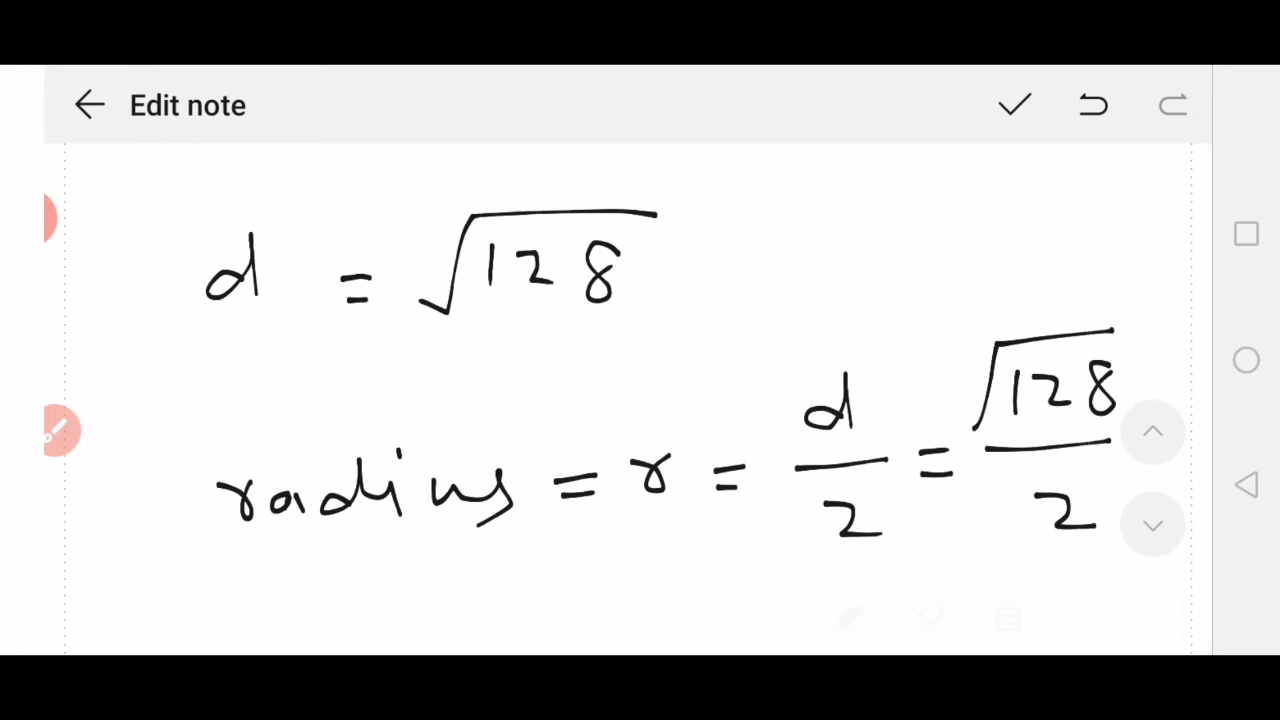 Edit note
d = √128
radius = r = d/2 = √128/2